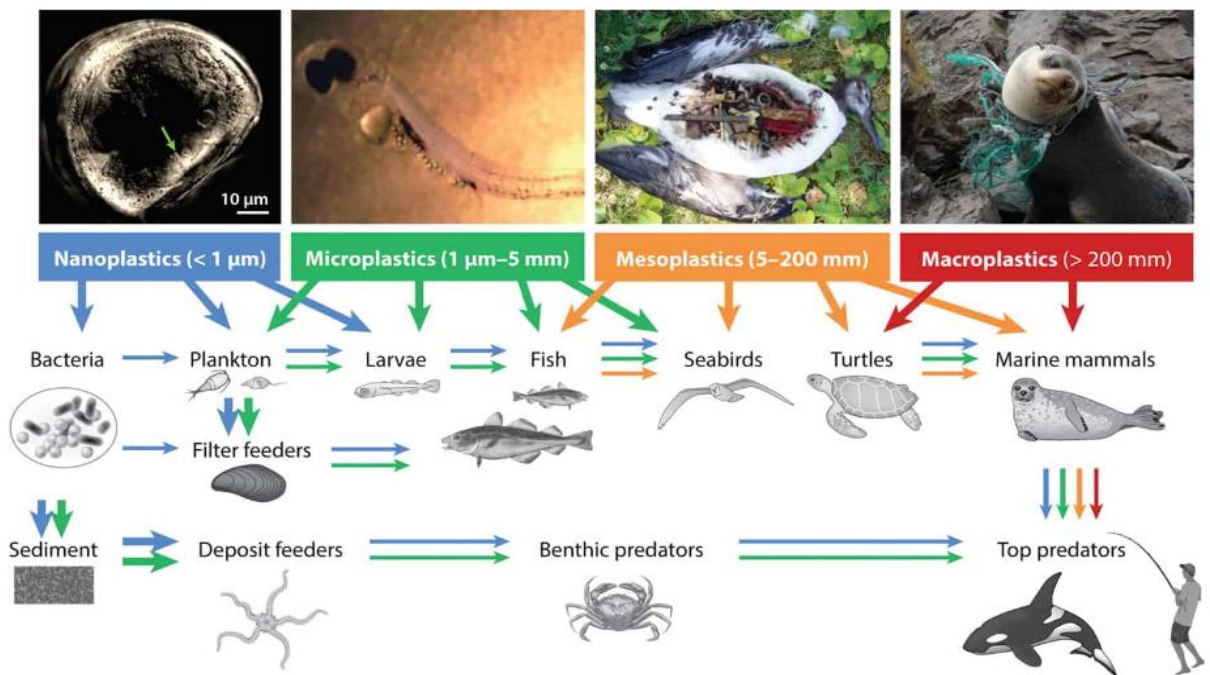 10 μm
Nanoplastics (< 1 μm)
Microplastics (1 μm–5 mm)
Mesoplastics (5–200 mm)
Macroplastics (> 200 mm)
Bacteria
Plankton
Larvae
Fish
Seabirds
Turtles
Marine mammals
Filter feeders
Sediment
Deposit feeders
Benthic predators
Top predators